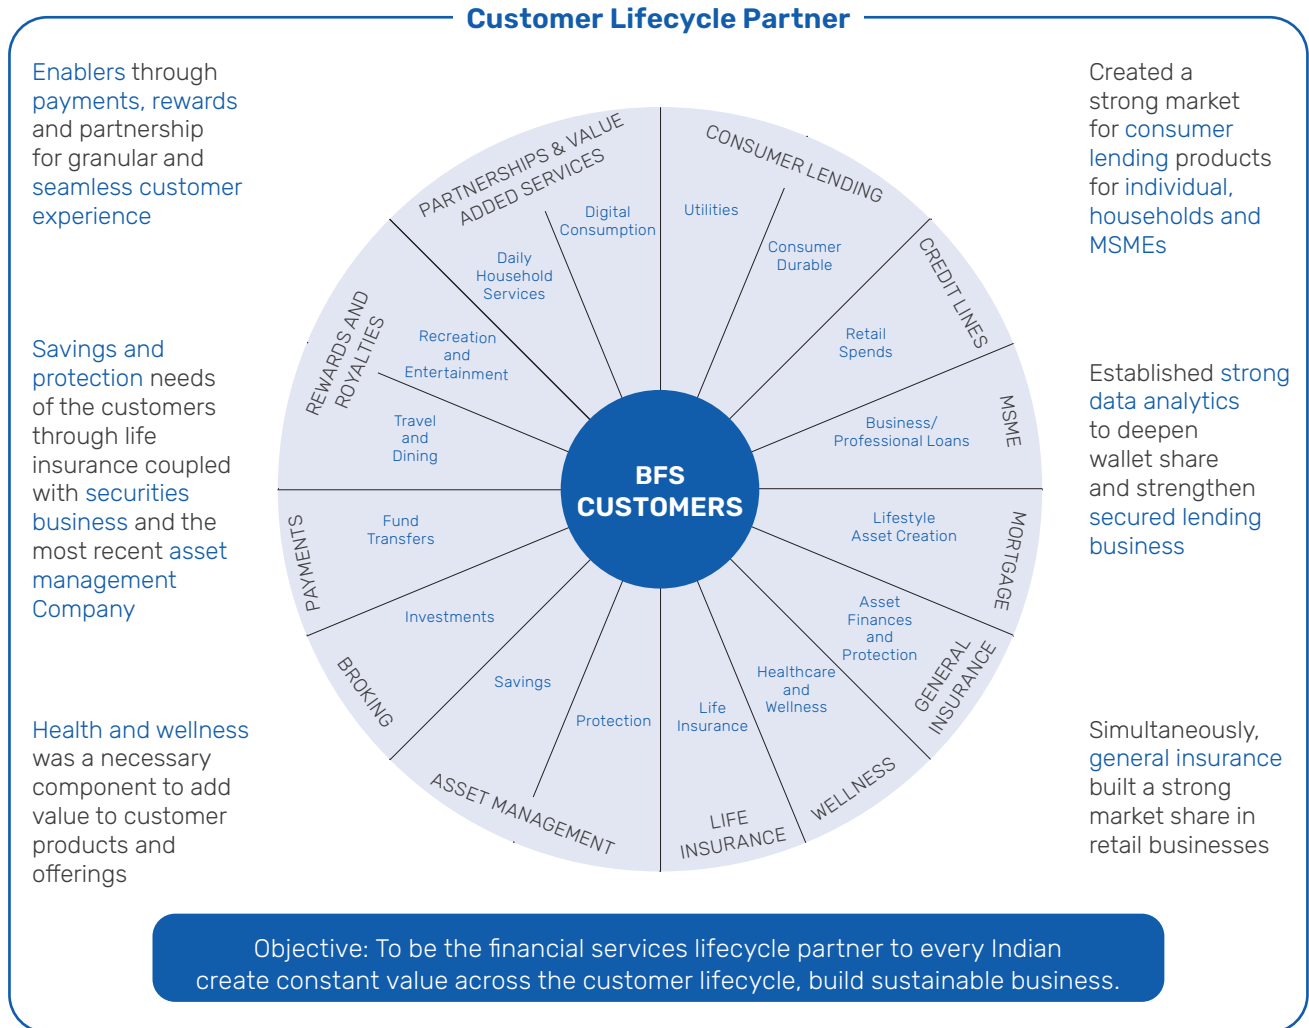 Customer Lifecycle Partner
Enablers through
payments, rewards
and partnership
for granular and
seamless customer
experience
Savings and
protection needs
of the customers
through life
insurance coupled
with securities
business and the
most recent asset
management
Company
Health and wellness
was a necessary
component to add
value to customer
products and
offerings
PARTNERSHIPS & VALUE
ADDED SERVICES
Digital
Consumption
Daily
Household
Services
CONSUMER LENDING
Utilities
Consumer
Durable
CREDIT LINES
Retail
Spends
MSME
Business/
Professional Loans
MORTGAGE
Lifestyle
Asset Creation
GENERAL
INSURANCE
Asset
Finances
and
Protection
WELLNESS
Healthcare
and
Wellness
LIFE
INSURANCE
Life
Insurance
ASSET MANAGEMENT
Protection
Savings
BROKING
Investments
PAYMENTS
Fund
Transfers
REWARDS AND
ROYALTIES
Travel
and
Dining
Recreation
and
Entertainment
BFS
CUSTOMERS
Created a
strong market
for consumer
lending products
for individual,
households and
MSMEs
Established strong
data analytics
to deepen
wallet share
and strengthen
secured lending
business
Simultaneously,
general insurance
built a strong
market share in
retail businesses
Objective: To be the financial services lifecycle partner to every Indian
create constant value across the customer lifecycle, build sustainable business.